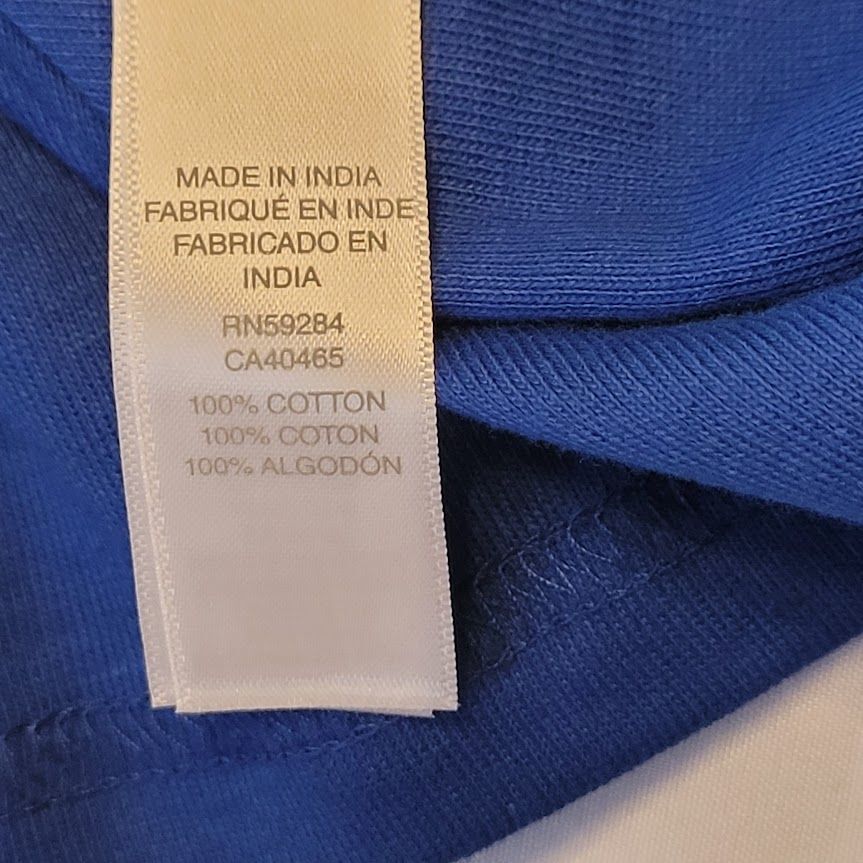 MADE IN INDIA
FABRIQUÉ EN INDE
FABRICADO EN
INDIA
RN59284
CA40465
100% COTTON
100% COTON
100% ALGODÓN